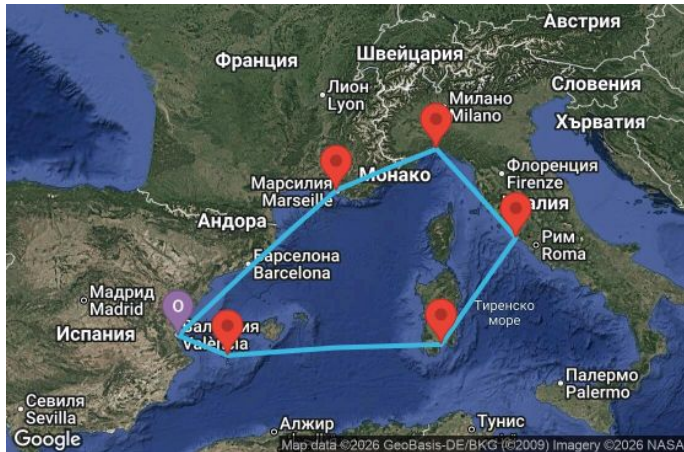 Австрия
Франция
Швейцария
Лион
Lyon
Милано
Milano
Словения
Хърватия
Марсилия
Marseille
Монако
Флоренция
Firenze
Андора
Рим
Roma
Барселона
Barcelona
Мадрид
Madrid
O
València
Испания
Тиренско
море
Палермо
Palermo
Севиля
Sevilla
Алжир
Тунис
Google
Map data ©2026 GeoBasis-DE/BKG (©2009) Imagery ©2026 NASA